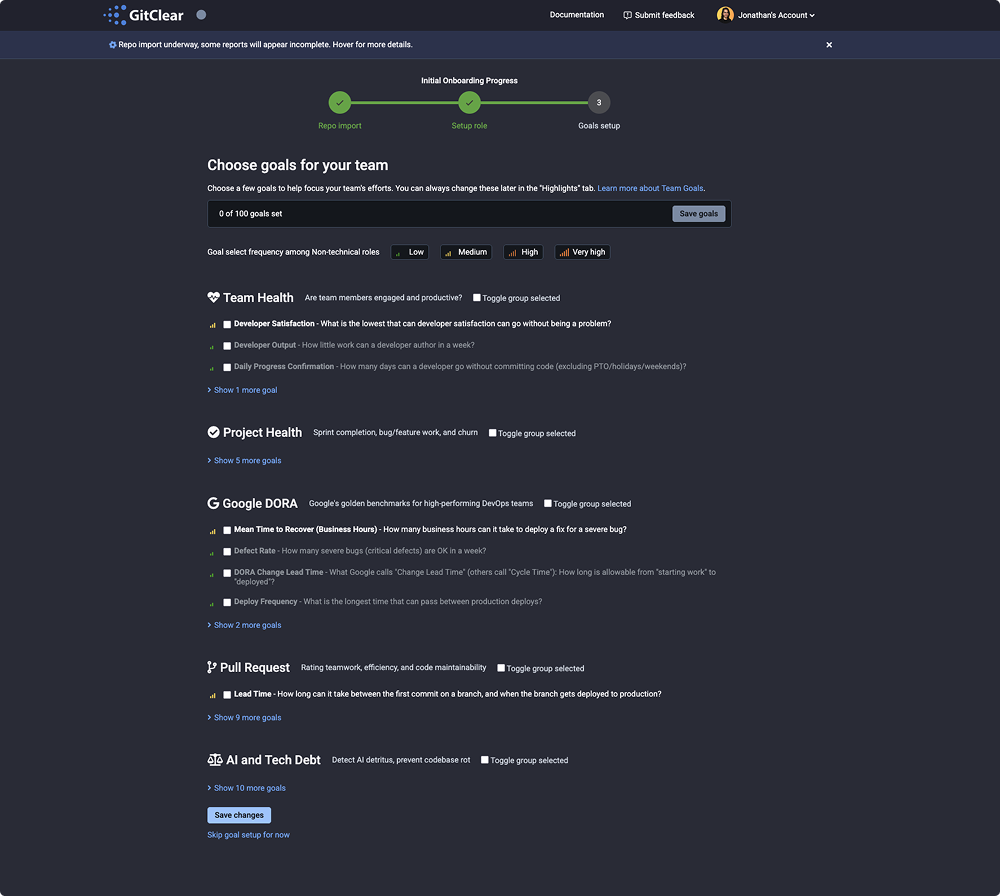 GitClear
Documentation
Submit feedback
Jonathan's Account
Repo import underway, some reports will appear incomplete. Hover for more details.
Initial Onboarding Progress
3
Repo import
Setup role
Goals setup
Choose goals for your team
Choose a few goals to help focus your team's efforts. You can always change these later in the "Highlights" tab. Learn more about Team Goals.
0 of 100 goals set
Save goals
Goal select frequency among Non-technical roles
Low
Medium
High
Very high
Team Health
Are team members engaged and productive?
Toggle group selected
Developer Satisfaction - What is the lowest that can developer satisfaction can go without being a problem?
Developer Output - How little work can a developer author in a week?
Daily Progress Confirmation - How many days can a developer go without committing code (excluding PTO/holidays/weekends)?
Show 1 more goal
Project Health
Sprint completion, bug/feature work, and churn
Toggle group selected
Show 5 more goals
Google DORA
Google's golden benchmarks for high-performing DevOps teams
Toggle group selected
Mean Time to Recover (Business Hours) - How many business hours can it take to deploy a fix for a severe bug?
Defect Rate - How many severe bugs (critical defects) are OK in a week?
DORA Change Lead Time - What Google calls "Change Lead Time" (others call "Cycle Time"): How long is allowable from "starting work" to
"deployed"?
Deploy Frequency - What is the longest time that can pass between production deploys?
Show 2 more goals
Pull Request
Rating teamwork, efficiency, and code maintainability
Toggle group selected
Lead Time - How long can it take between the first commit on a branch, and when the branch gets deployed to production?
Show 9 more goals
AI and Tech Debt
Detect AI detritus, prevent codebase rot
Toggle group selected
Show 10 more goals
Save changes
Skip goal setup for now